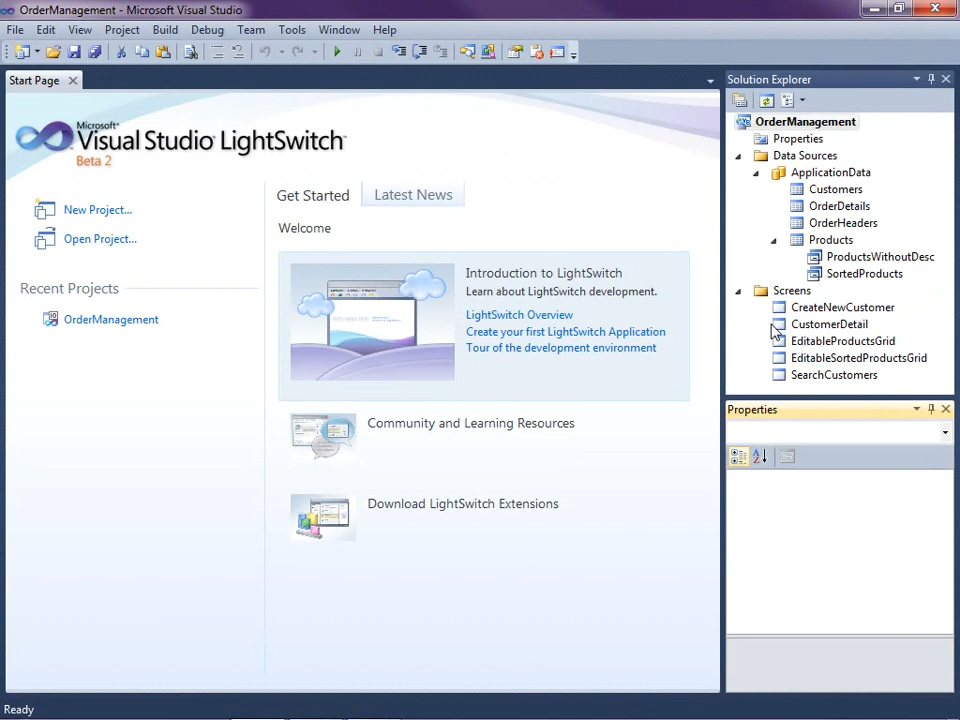 OrderManagement - Microsoft Visual Studio
File Edit View Project Build Debug Team Tools Window Help
Start Page
Microsoft®
Visual Studio® LightSwitch™
Beta 2
New Project...
Open Project...
Recent Projects
OrderManagement
Get Started Latest News
Welcome
Introduction to LightSwitch
Learn about LightSwitch development.
LightSwitch Overview
Create your first LightSwitch Application
Tour of the development environment
Community and Learning Resources
Download LightSwitch Extensions
Solution Explorer
OrderManagement
Properties
Data Sources
ApplicationData
Customers
OrderDetails
OrderHeaders
Products
ProductsWithoutDesc
SortedProducts
Screens
CreateNewCustomer
CustomerDetail
EditableProductsGrid
EditableSortedProductsGrid
SearchCustomers
Properties
Ready